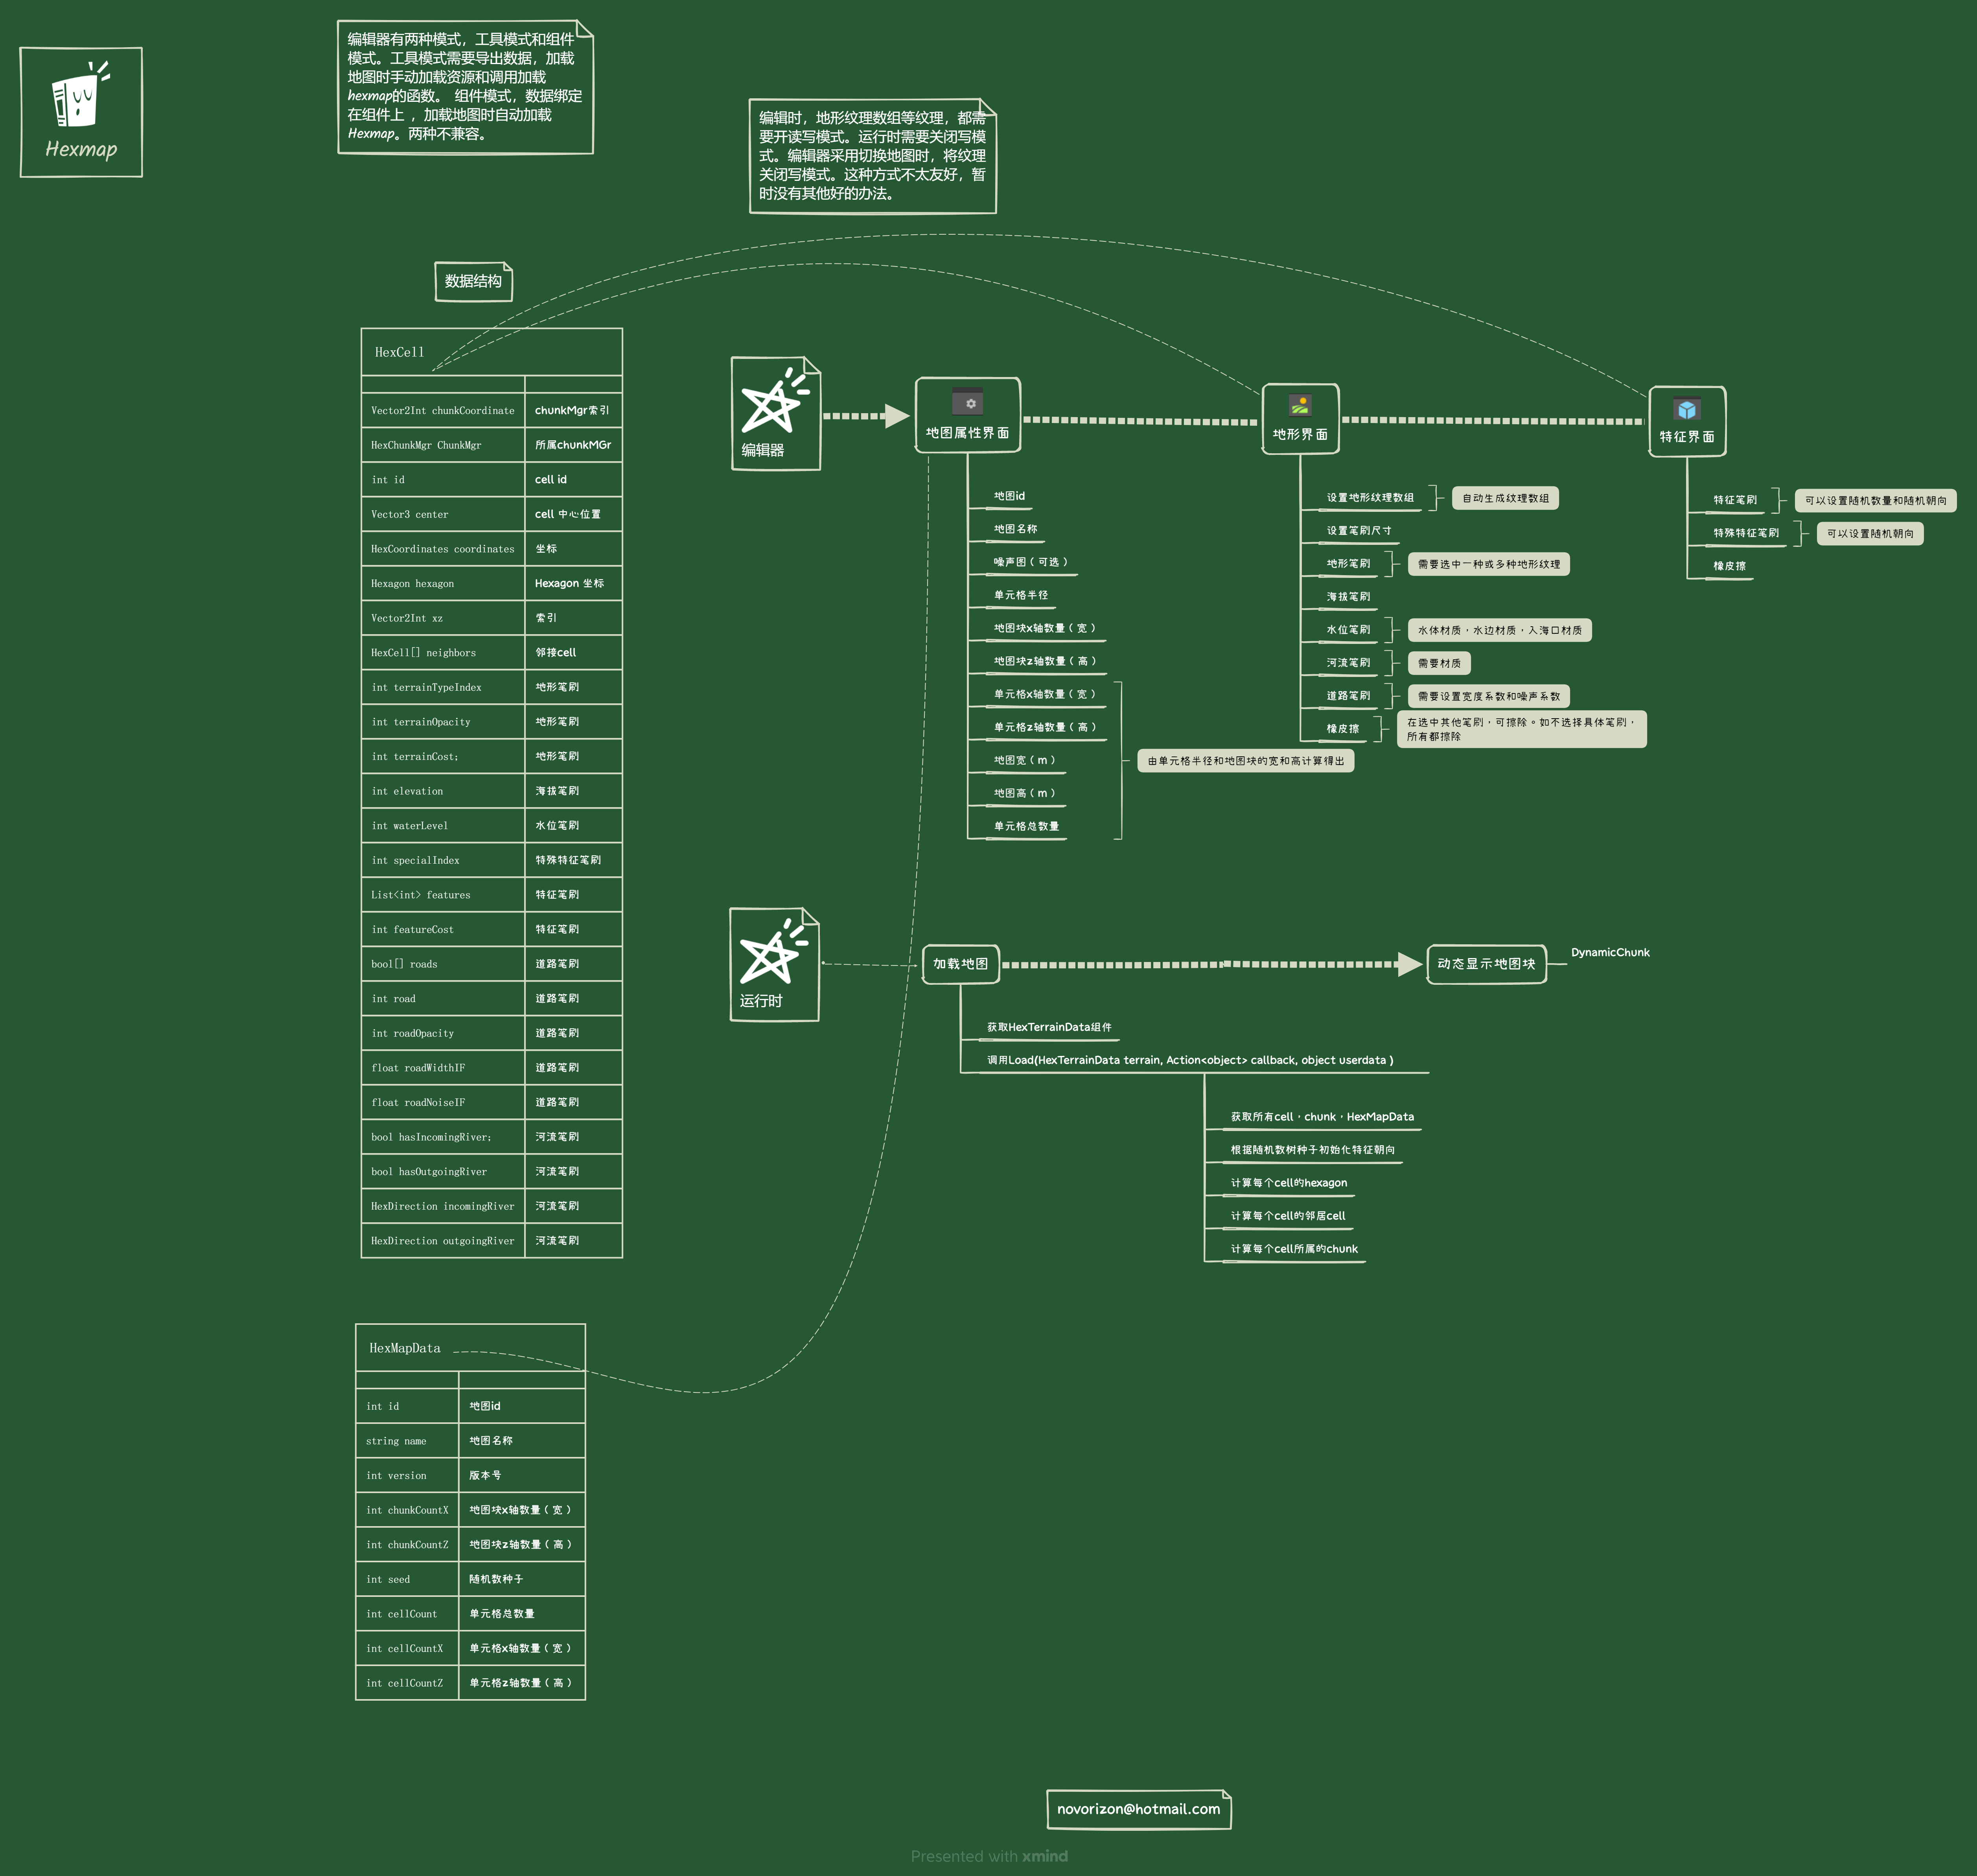 Hexmap
编辑器有两种模式，工具模式和组件
模式。工具模式需要导出数据，加载
地图时手动加载资源和调用加载
hexmap的函数。 组件模式，数据绑定
在组件上 ，加载地图时自动加载
Hexmap。两种不兼容。
编辑时，地形纹理数组等纹理，都需
要开读写模式。运行时需要关闭写模
式。编辑器采用切换地图时，将纹理
关闭写模式。这种方式不太友好，暂
时没有其他好的办法。
数据结构
HexCell
Vector2Int chunkCoordinate chunkMgr索引
HexChunkMgr ChunkMgr 所属chunkMGr
int id cell id
Vector3 center cell 中心位置
HexCoordinates coordinates 坐标
Hexagon hexagon Hexagon 坐标
Vector2Int xz 索引
HexCell[] neighbors 邻接cell
int terrainTypeIndex 地形笔刷
int terrainOpacity 地形笔刷
int terrainCost; 地形笔刷
int elevation 海拔笔刷
int waterLevel 水位笔刷
int specialIndex 特殊特征笔刷
List<int> features 特征笔刷
int featureCost 特征笔刷
bool[] roads 道路笔刷
int road 道路笔刷
int roadOpacity 道路笔刷
float roadWidthIF 道路笔刷
float roadNoiseIF 道路笔刷
bool hasIncomingRiver; 河流笔刷
bool hasOutgoingRiver 河流笔刷
HexDirection incomingRiver 河流笔刷
HexDirection outgoingRiver 河流笔刷
HexMapData
int id 地图id
string name 地图名称
int version 版本号
int chunkCountX 地图块x轴数量（宽）
int chunkCountZ 地图块z轴数量（高）
int seed 随机数种子
int cellCount 单元格总数量
int cellCountX 单元格x轴数量（宽）
int cellCountZ 单元格z轴数量（高）
编辑器
地图属性界面
地图id
地图名称
噪声图（可选）
单元格半径
地图块x轴数量（宽）
地图块z轴数量（高）
单元格x轴数量（宽）
单元格z轴数量（高）
地图宽（m）
地图高（m）
单元格总数量
由单元格半径和地图块的宽和高计算得出
地形界面
设置地形纹理数组 自动生成纹理数组
设置笔刷尺寸
地形笔刷 需要选中一种或多种地形纹理
海拔笔刷
水位笔刷 水体材质，水边材质，入海口材质
河流笔刷 需要材质
道路笔刷 需要设置宽度系数和噪声系数
橡皮擦 在选中其他笔刷，可擦除。如不选择具体笔刷，
所有都擦除
特征界面
特征笔刷 可以设置随机数量和随机朝向
特殊特征笔刷 可以设置随机朝向
橡皮擦
运行时
加载地图
获取HexTerrainData组件
调用Load(HexTerrainData terrain, Action<object> callback, object userdata )
获取所有cell，chunk，HexMapData
根据随机数树种子初始化特征朝向
计算每个cell的hexagon
计算每个cell的邻居cell
计算每个cell所属的chunk
动态显示地图块
DynamicChunk
novorizon@hotmail.com
Presented with xmind